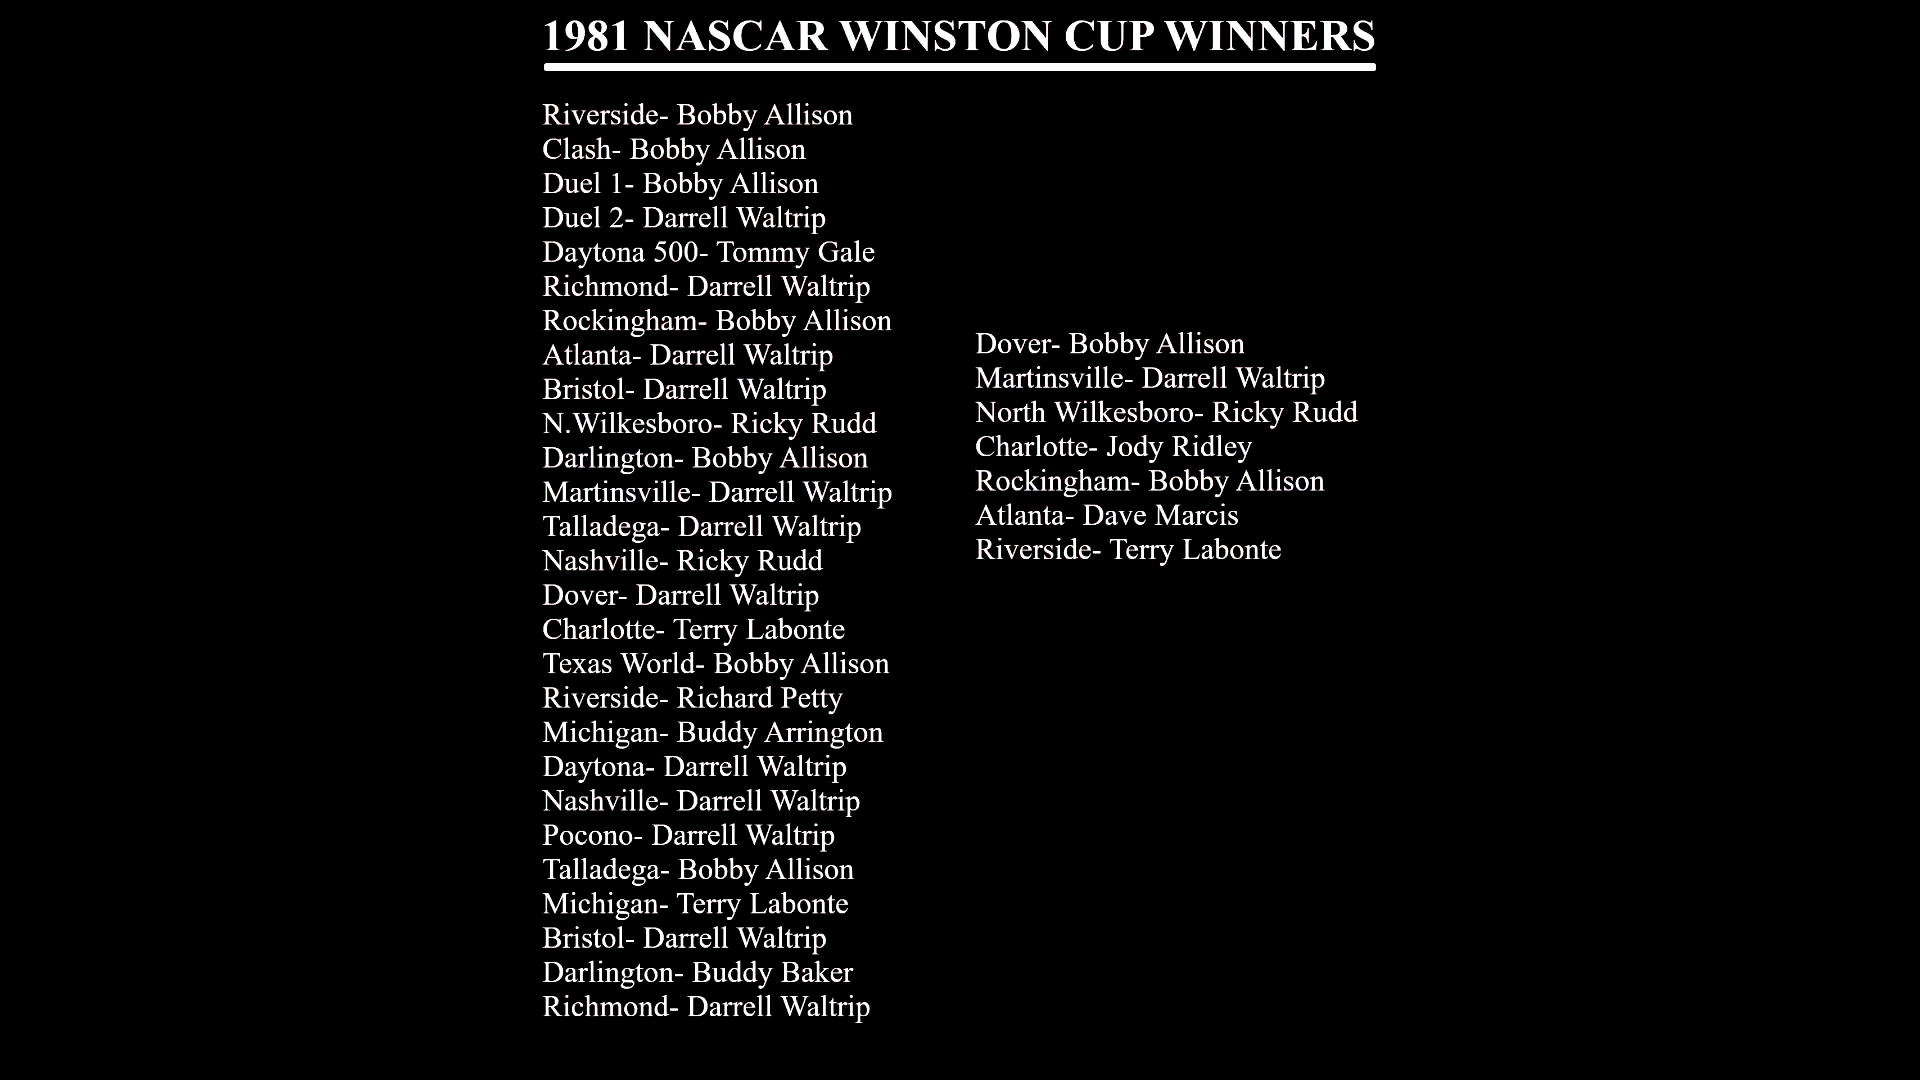 1981 NASCAR WINSTON CUP WINNERS
Riverside- Bobby Allison
Clash- Bobby Allison
Duel 1- Bobby Allison
Duel 2- Darrell Waltrip
Daytona 500- Tommy Gale
Richmond- Darrell Waltrip
Rockingham- Bobby Allison
Atlanta- Darrell Waltrip
Bristol- Darrell Waltrip
N.Wilkesboro- Ricky Rudd
Darlington- Bobby Allison
Martinsville- Darrell Waltrip
Talladega- Darrell Waltrip
Nashville- Ricky Rudd
Dover- Darrell Waltrip
Charlotte- Terry Labonte
Texas World- Bobby Allison
Riverside- Richard Petty
Michigan- Buddy Arrington
Daytona- Darrell Waltrip
Nashville- Darrell Waltrip
Pocono- Darrell Waltrip
Talladega- Bobby Allison
Michigan- Terry Labonte
Bristol- Darrell Waltrip
Darlington- Buddy Baker
Richmond- Darrell Waltrip
Dover- Bobby Allison
Martinsville- Darrell Waltrip
North Wilkesboro- Ricky Rudd
Charlotte- Jody Ridley
Rockingham- Bobby Allison
Atlanta- Dave Marcis
Riverside- Terry Labonte